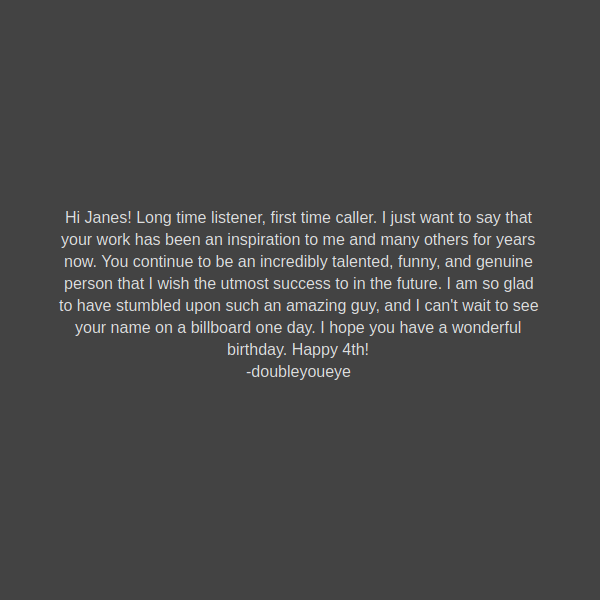 Hi Janes! Long time listener, first time caller. I just want to say that
your work has been an inspiration to me and many others for years
now. You continue to be an incredibly talented, funny, and genuine
person that I wish the utmost success to in the future. I am so glad
to have stumbled upon such an amazing guy, and I can't wait to see
your name on a billboard one day. I hope you have a wonderful
birthday. Happy 4th!
-doubleyoueye